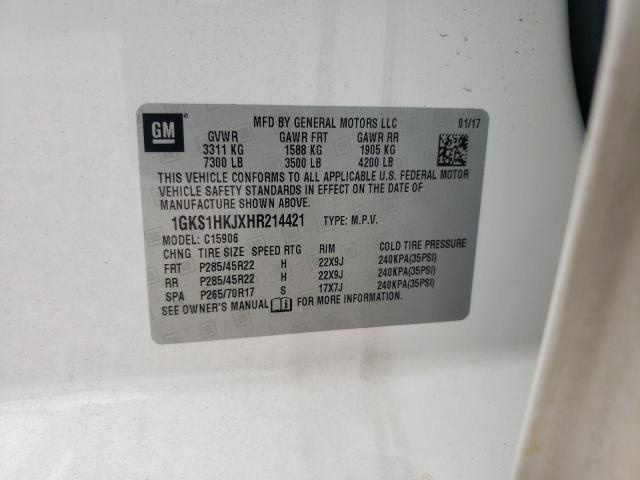 GM
MFD BY GENERAL MOTORS LLC 01/17
GVWR GAWR FRT GAWR RR
3311 KG 1588 KG 1905 KG
7300 LB 3500 LB 4200 LB
THIS VEHICLE CONFORMS TO ALL APPLICABLE U.S. FEDERAL MOTOR
VEHICLE SAFETY STANDARDS IN EFFECT ON THE DATE OF
MANUFACTURE SHOWN ABOVE.
1GKS1HKJXHR214421 TYPE: M.P.V.
MODEL: C15906
CHNG TIRE SIZE SPEED RTG RIM COLD TIRE PRESSURE
FRT P285/45R22 H 22X9J 240KPA(35PSI)
RR P285/45R22 H 22X9J 240KPA(35PSI)
SPA P265/70R17 S 17X7J 240KPA(35PSI)
SEE OWNER'S MANUAL FOR MORE INFORMATION.